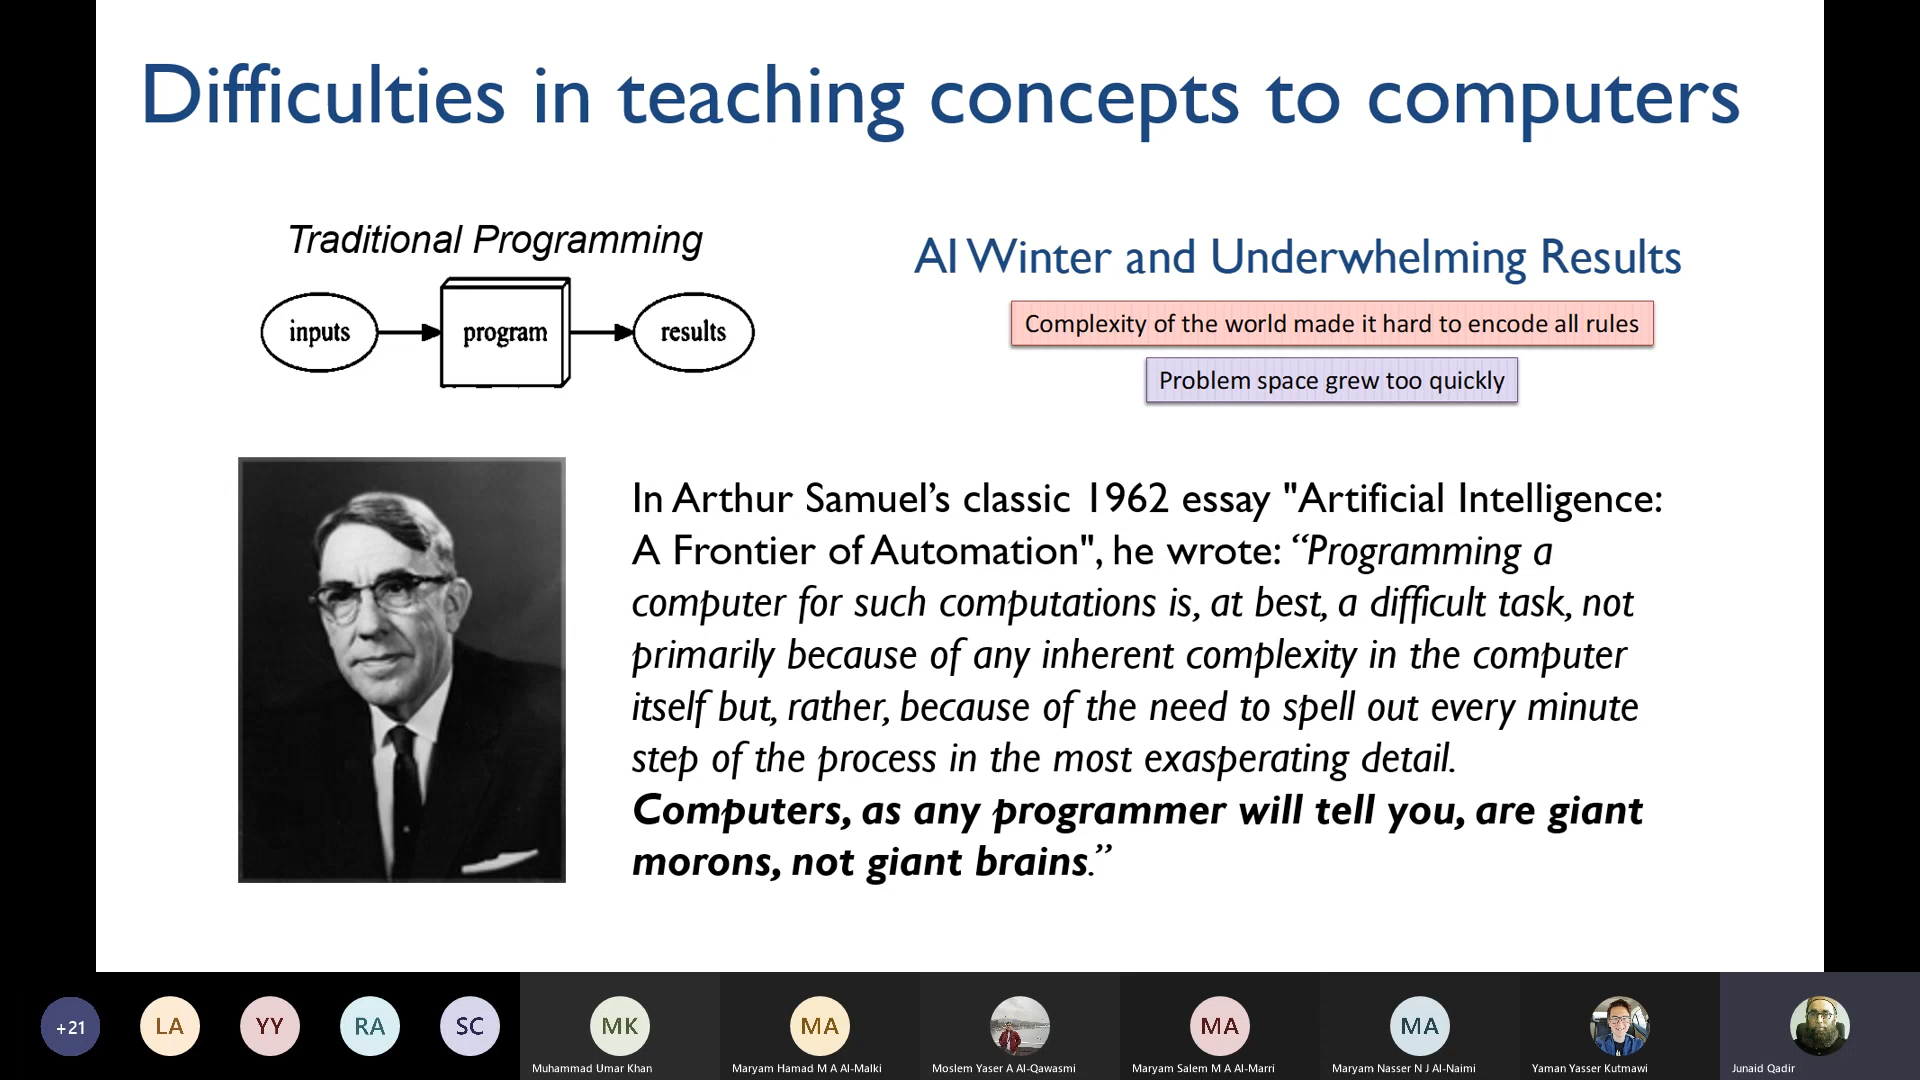 Difficulties in teaching concepts to computers
Traditional Programming
inputs
program
results
AI Winter and Underwhelming Results
Complexity of the world made it hard to encode all rules
Problem space grew too quickly
In Arthur Samuel’s classic 1962 essay "Artificial Intelligence:
A Frontier of Automation", he wrote: “Programming a
computer for such computations is, at best, a difficult task, not
primarily because of any inherent complexity in the computer
itself but, rather, because of the need to spell out every minute
step of the process in the most exasperating detail.
Computers, as any programmer will tell you, are giant
morons, not giant brains.”
+21
LA
YY
RA
SC
MK
MA
MA
MA
Muhammad Umar Khan
Maryam Hamad M A Al-Malki
Moslem Yaser A Al-Qawasmi
Maryam Salem M A Al-Marri
Maryam Nasser N J Al-Naimi
Yaman Yasser Kutmawi
Junaid Qadir